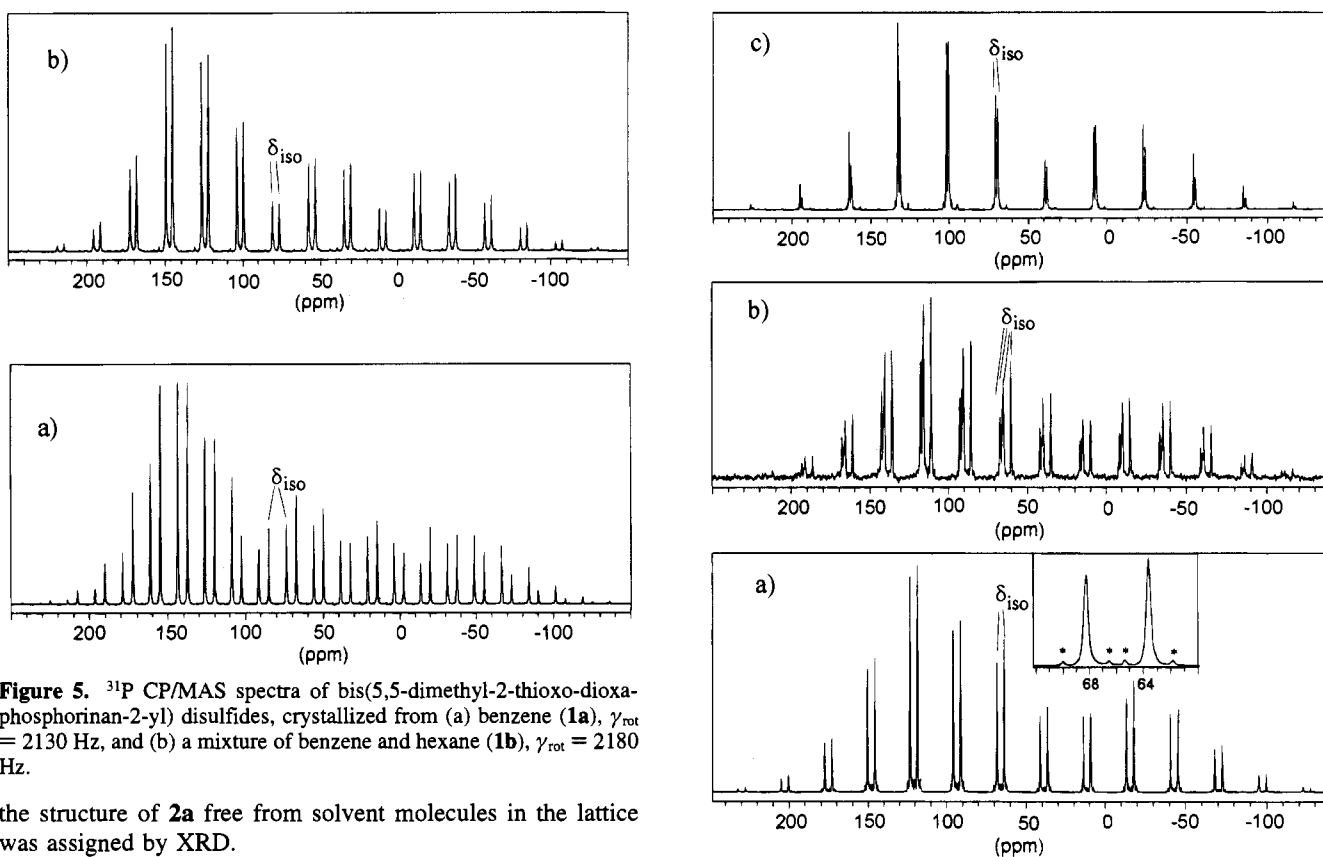 b)
δiso
200 150 100 50 0 -50 -100
(ppm)
a)
δiso
200 150 100 50 0 -50 -100
(ppm)
Figure 5. ³¹P CP/MAS spectra of bis(5,5-dimethyl-2-thioxo-dioxa-
phosphorinan-2-yl) disulfides, crystallized from (a) benzene (1a), γrot
= 2130 Hz, and (b) a mixture of benzene and hexane (1b), γrot = 2180
Hz.
the structure of 2a free from solvent molecules in the lattice
was assigned by XRD.
c)
δiso
200 150 100 50 0 -50 -100
(ppm)
b)
δiso
200 150 100 50 0 -50 -100
(ppm)
a)
δiso
* * * *
68 64
200 150 100 50 0 -50 -100
(ppm)